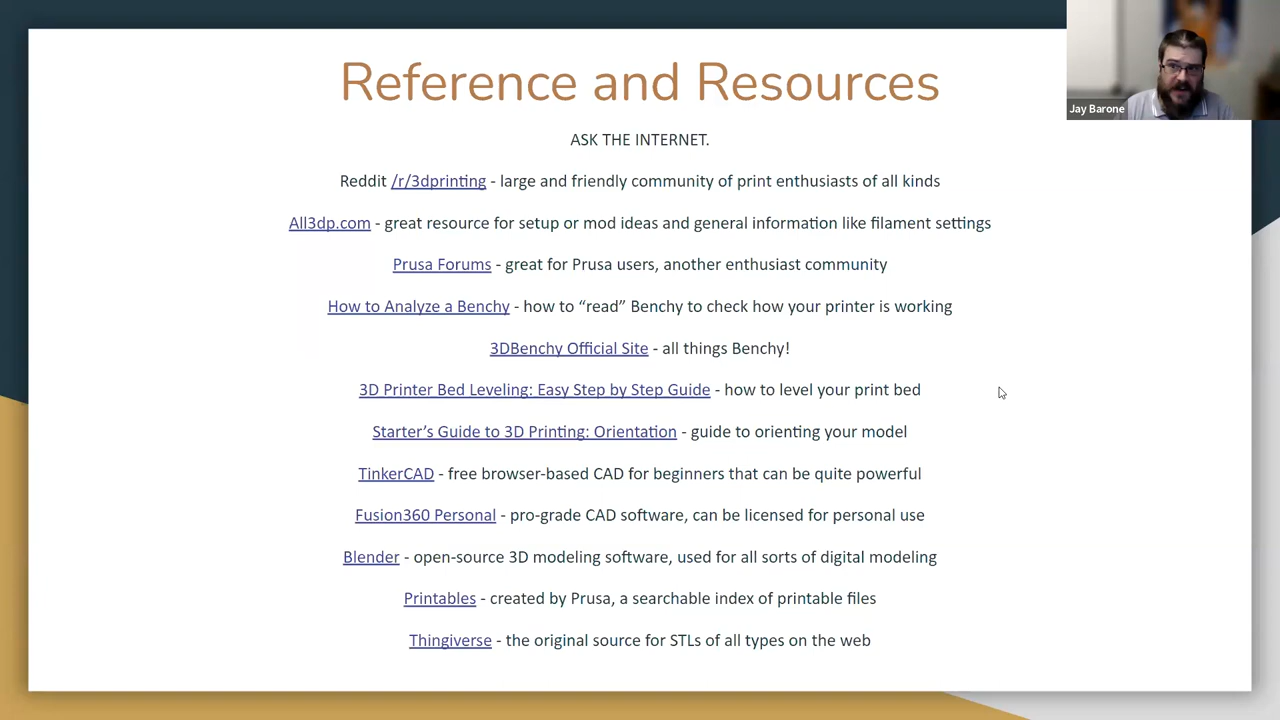 Reference and Resources
Jay Barone
ASK THE INTERNET.
Reddit /r/3dprinting - large and friendly community of print enthusiasts of all kinds
All3dp.com - great resource for setup or mod ideas and general information like filament settings
Prusa Forums - great for Prusa users, another enthusiast community
How to Analyze a Benchy - how to “read” Benchy to check how your printer is working
3DBenchy Official Site - all things Benchy!
3D Printer Bed Leveling: Easy Step by Step Guide - how to level your print bed
Starter’s Guide to 3D Printing: Orientation - guide to orienting your model
TinkerCAD - free browser-based CAD for beginners that can be quite powerful
Fusion360 Personal - pro-grade CAD software, can be licensed for personal use
Blender - open-source 3D modeling software, used for all sorts of digital modeling
Printables - created by Prusa, a searchable index of printable files
Thingiverse - the original source for STLs of all types on the web